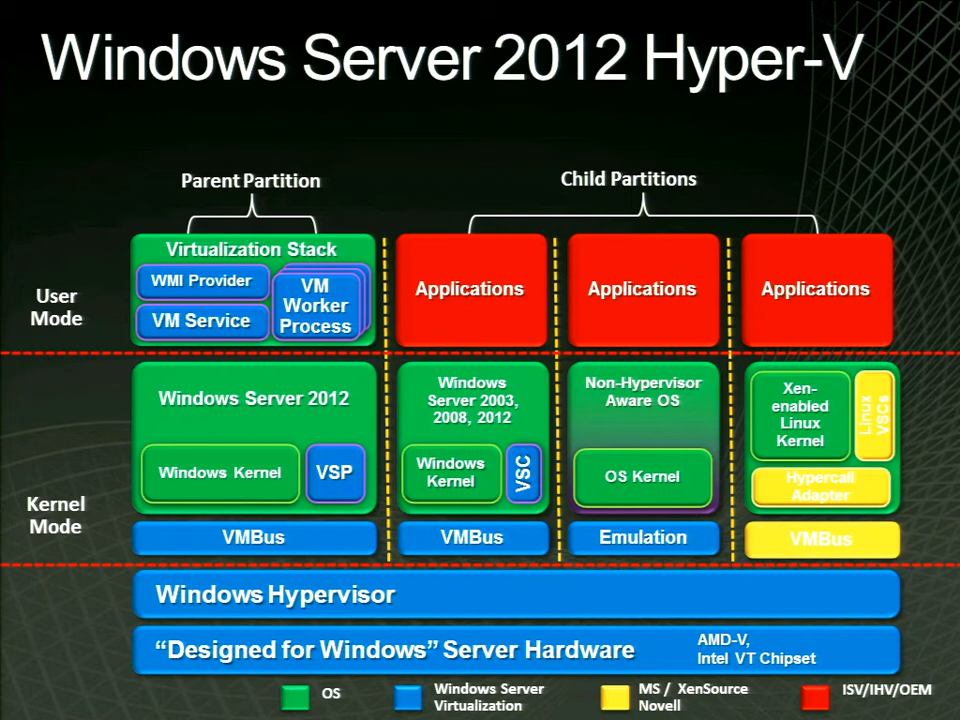 Windows Server 2012 Hyper-V
Parent Partition
Child Partitions
User
Mode
Virtualization Stack
WMI Provider
VM Service
VM
Worker
Process
Applications
Applications
Applications
Kernel
Mode
Windows Server 2012
Windows Kernel
VSP
VMBus
Windows
Server 2003,
2008, 2012
Windows
Kernel
VSC
VMBus
Non-Hypervisor
Aware OS
OS Kernel
Emulation
Xen-
enabled
Linux
Kernel
Linux
VSCs
Hypercall
Adapter
VMBus
Windows Hypervisor
“Designed for Windows” Server Hardware
AMD-V,
Intel VT Chipset
OS
Windows Server
Virtualization
MS / XenSource
Novell
ISV/IHV/OEM